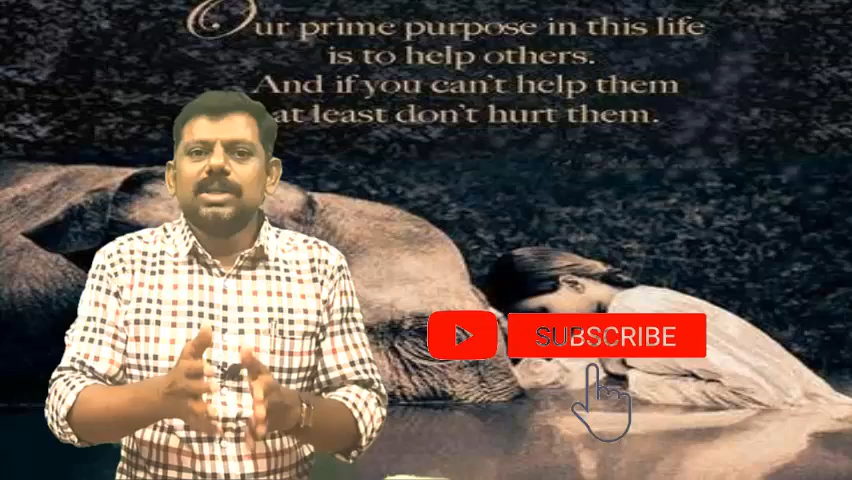 Our prime purpose in this life
is to help others.
And if you can't help them
at least don't hurt them.
SUBSCRIBE